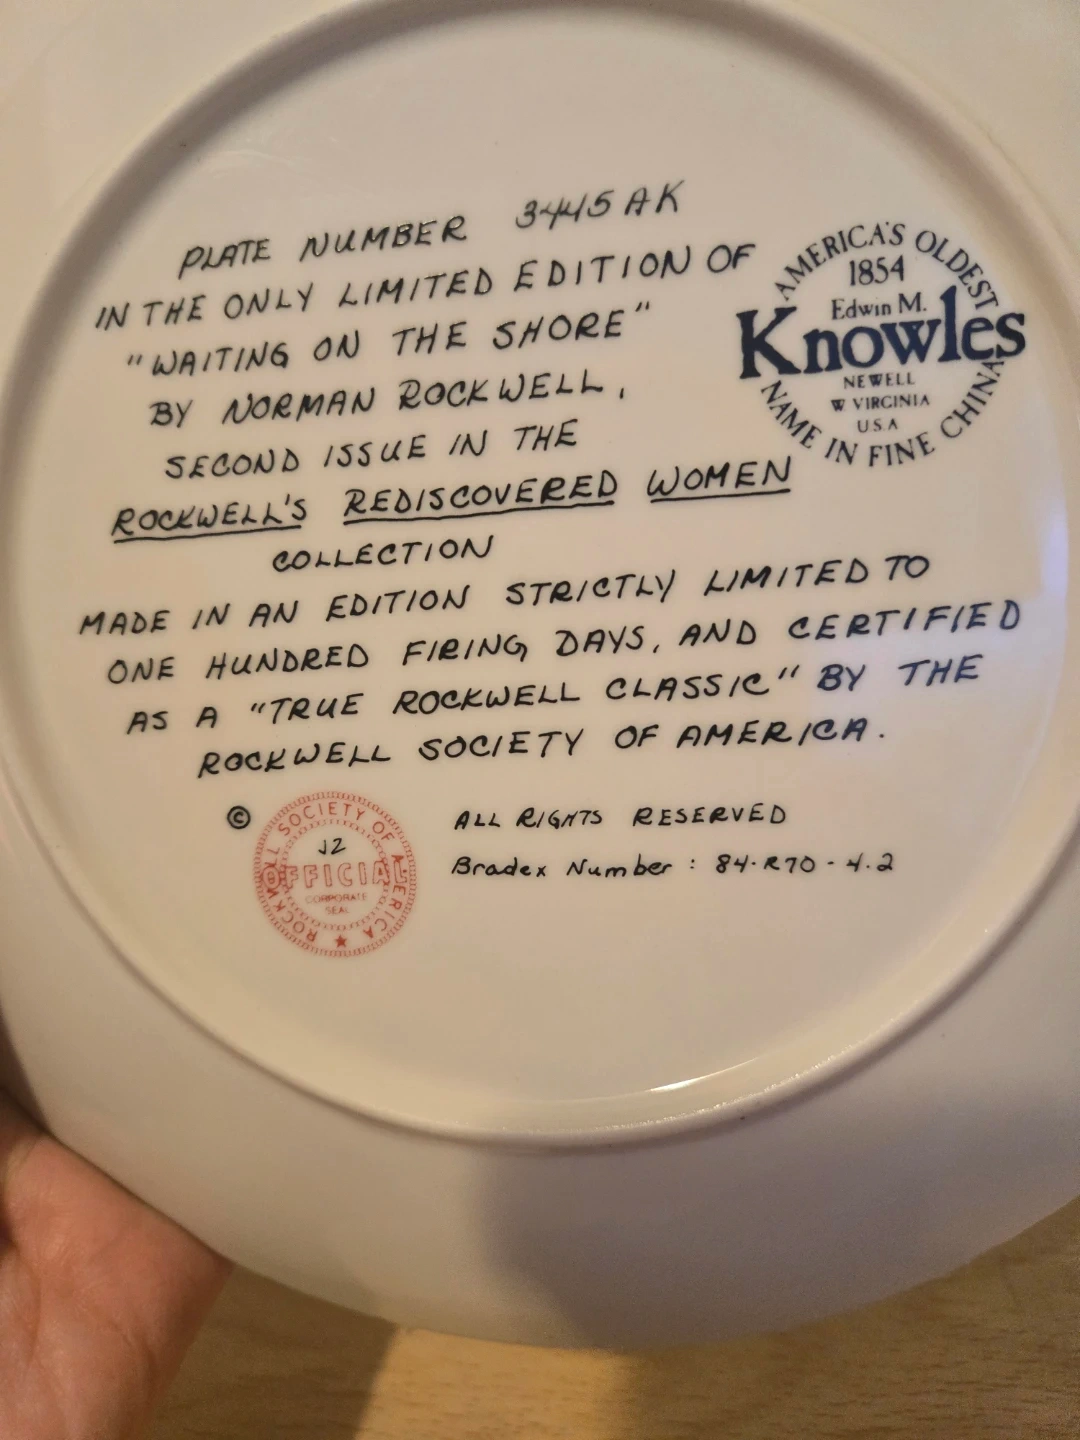 PLATE NUMBER 3445AK
IN THE ONLY LIMITED EDITION OF
"WAITING ON THE SHORE"
BY NORMAN ROCKWELL,
SECOND ISSUE IN THE
ROCKWELL'S REDISCOVERED WOMEN
COLLECTION
MADE IN AN EDITION STRICTLY LIMITED TO
ONE HUNDRED FIRING DAYS, AND CERTIFIED
AS A "TRUE ROCKWELL CLASSIC" BY THE
ROCKWELL SOCIETY OF AMERICA.
AMERICA'S OLDEST
1854
Edwin M.
Knowles
NEWELL
W VIRGINIA
U.S.A
NAME IN FINE CHINA
©
ROCKWELL SOCIETY OF AMERICA
J2
OFFICIAL
CORPORATE
SEAL
★
ALL RIGHTS RESERVED
Bradex Number : 84-R70-4.2